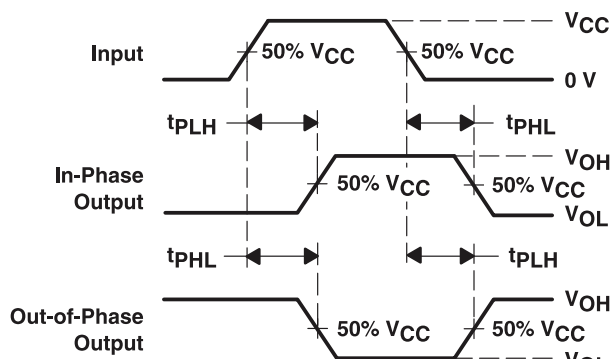 VCC
Input
50% VCC
50% VCC
0 V
tPLH
tPHL
VOH
In-Phase
Output
50% VCC
50% VCC
VOL
tPHL
tPLH
VOH
Out-of-Phase
Output
50% VCC
50% VCC